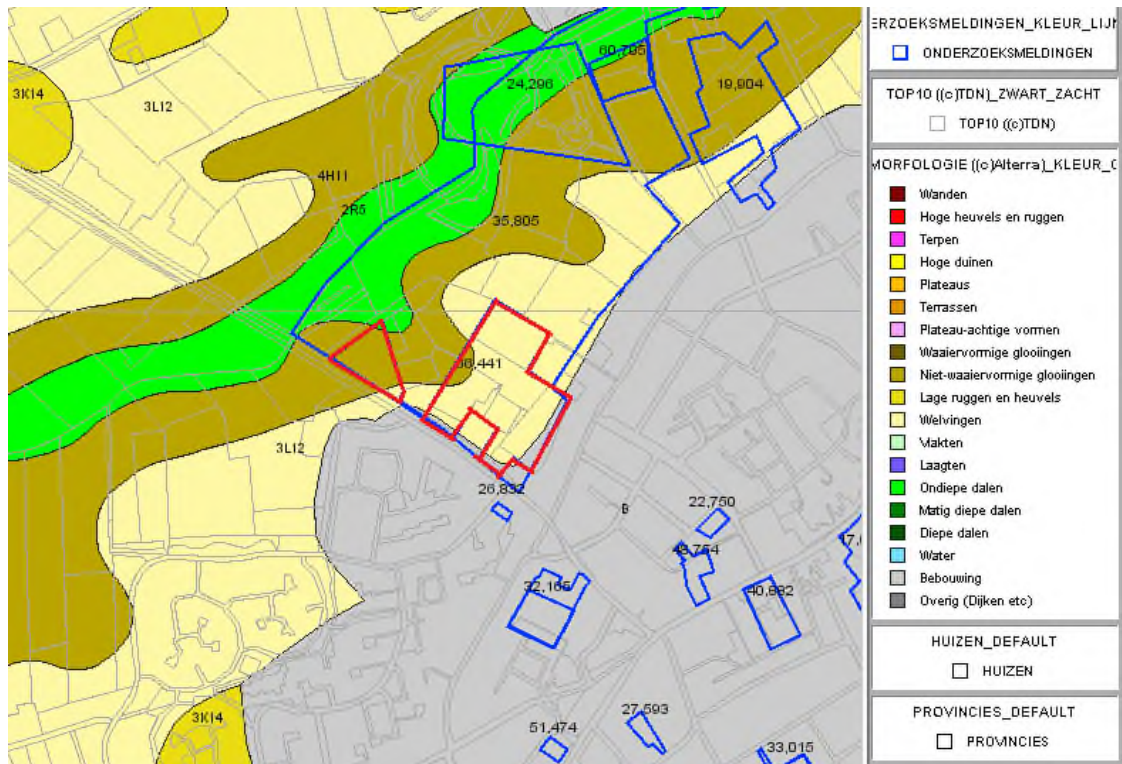 60,795
24,296
19,904
3K14
3L12
4H11
2R5
35,805
3L12
26,832
B
22,750
48,754
32,165
40,882
3K14
27,593
51,474
33,015
ERZOEKSMELDINGEN_KLEUR_LIJN
ONDERZOEKSMELDINGEN
TOP10 ((c)TDN)_ZWART_ZACHT
TOP10 ((c)TDN)
MORFOLOGIE ((c)Alterra)_KLEUR_
Wanden
Hoge heuvels en ruggen
Terpen
Hoge duinen
Plateaus
Terrassen
Plateau-achtige vormen
Waaiervormige glooiingen
Niet-waaiervormige glooiingen
Lage ruggen en heuvels
Welvingen
Vlakten
Laagten
Ondiepe dalen
Matig diepe dalen
Diepe dalen
Water
Bebouwing
Overig (Dijken etc)
HUIZEN_DEFAULT
HUIZEN
PROVINCIES_DEFAULT
PROVINCIES